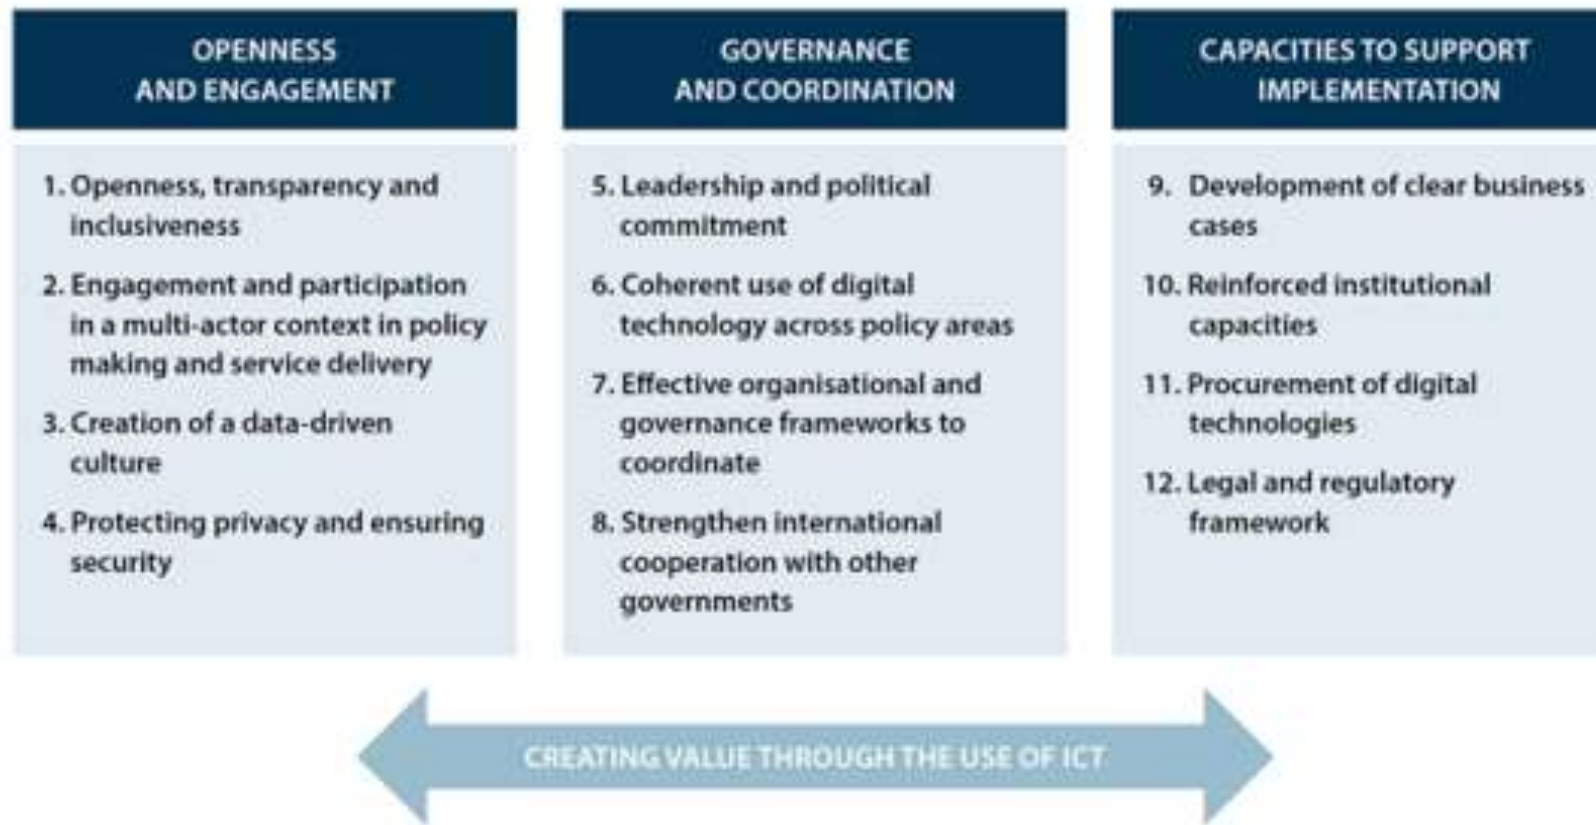 OPENNESS
AND ENGAGEMENT
1. Openness, transparency and
inclusiveness
2. Engagement and participation
in a multi-actor context in policy
making and service delivery
3. Creation of a data-driven
culture
4. Protecting privacy and ensuring
security
GOVERNANCE
AND COORDINATION
5. Leadership and political
commitment
6. Coherent use of digital
technology across policy areas
7. Effective organisational and
governance frameworks to
coordinate
8. Strengthen international
cooperation with other
governments
CAPACITIES TO SUPPORT
IMPLEMENTATION
9. Development of clear business
cases
10. Reinforced institutional
capacities
11. Procurement of digital
technologies
12. Legal and regulatory
framework
CREATING VALUE THROUGH THE USE OF ICT